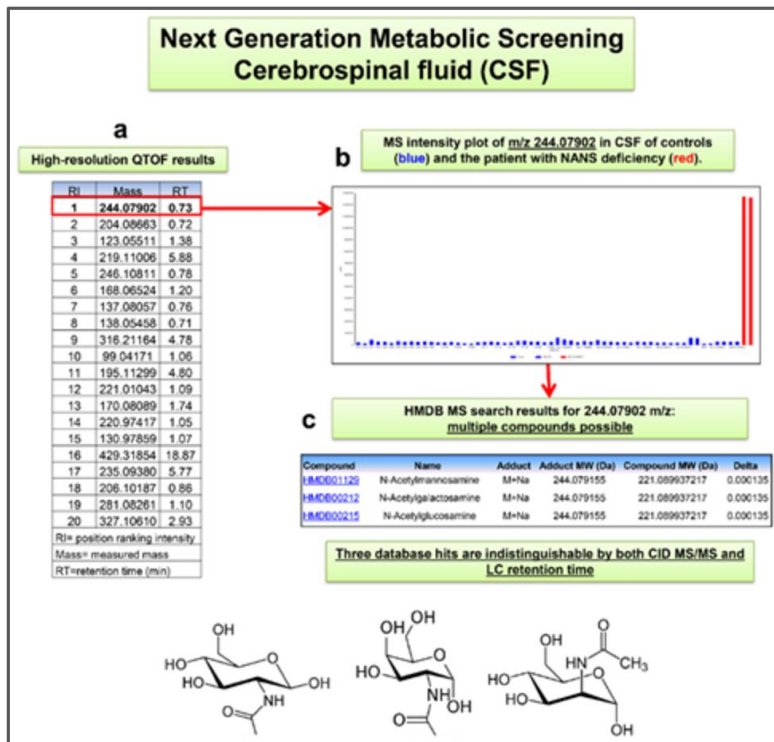 Next Generation Metabolic Screening
Cerebrospinal fluid (CSF)
a
High-resolution QTOF results
RI Mass RT
1 244.07902 0.73
2 204.08663 0.72
3 123.05511 1.38
4 219.11006 5.88
5 246.10811 0.78
6 168.06524 1.20
7 137.08057 0.76
8 138.05458 0.71
9 316.21164 4.78
10 99.04171 1.06
11 195.11299 4.80
12 221.01043 1.09
13 170.08089 1.74
14 220.97417 1.05
15 130.97859 1.07
16 429.31854 18.87
17 235.09380 5.77
18 206.10187 0.86
19 281.08261 1.10
20 327.10610 2.93
RI= position ranking intensity
Mass= measured mass
RT=retention time (min)
b
MS intensity plot of m/z 244.07902 in CSF of controls
(blue) and the patient with NANS deficiency (red).
c
HMDB MS search results for 244.07902 m/z:
multiple compounds possible
Compound Name Adduct Adduct MW (Da) Compound MW (Da) Delta
HMDB01129 N-Acetylmannosamine M+Na 244.079155 221.089937217 0.000135
HMDB00212 N-Acetylgalactosamine M+Na 244.079155 221.089937217 0.000135
HMDB00215 N-Acetylglucosamine M+Na 244.079155 221.089937217 0.000135
Three database hits are indistinguishable by both CID MS/MS and
LC retention time
OH
HO
O
HO
OH
NH
O
OH
OH
O
HO
NH
OH
O
O
HO
NH
CH3
HO
O
HO
OH